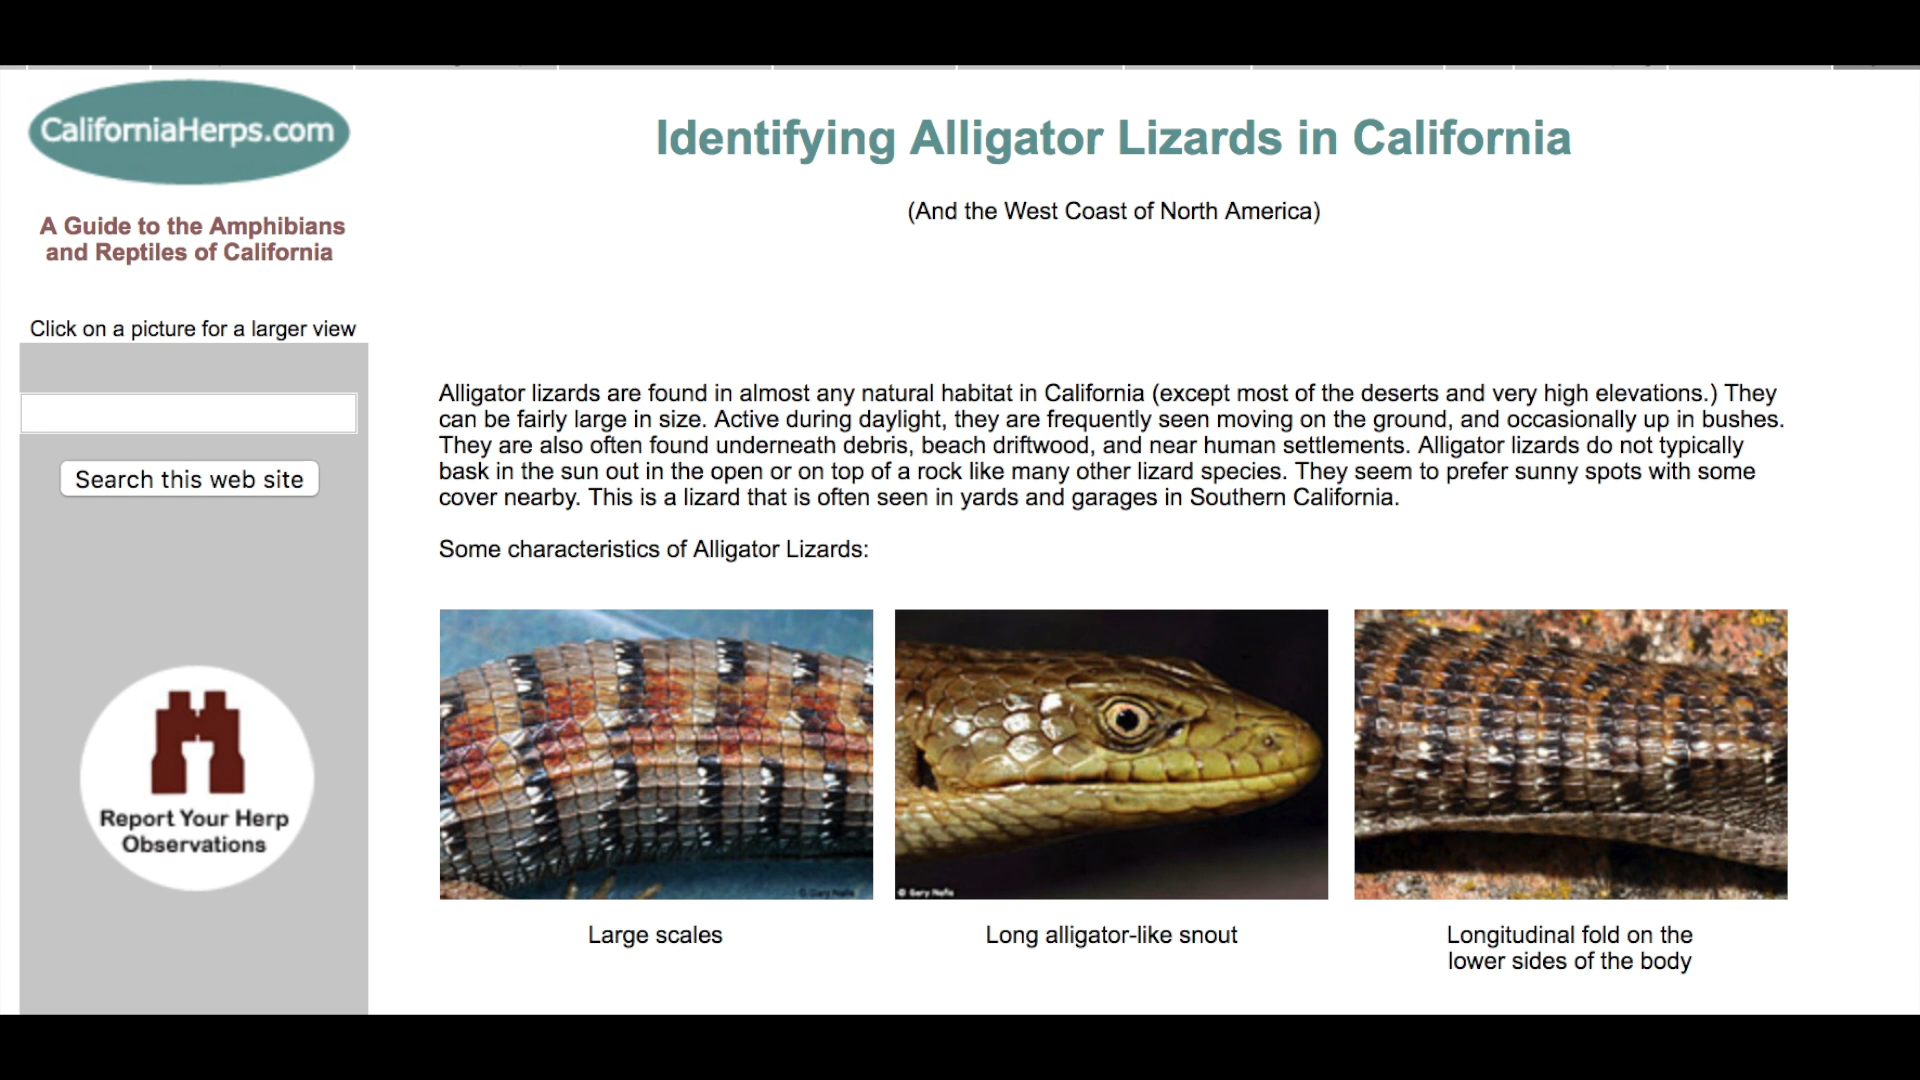 CaliforniaHerps.com
A Guide to the Amphibians
and Reptiles of California
Click on a picture for a larger view
Search this web site
Report Your Herp
Observations
Identifying Alligator Lizards in California
(And the West Coast of North America)
Alligator lizards are found in almost any natural habitat in California (except most of the deserts and very high elevations.) They
can be fairly large in size. Active during daylight, they are frequently seen moving on the ground, and occasionally up in bushes.
They are also often found underneath debris, beach driftwood, and near human settlements. Alligator lizards do not typically
bask in the sun out in the open or on top of a rock like many other lizard species. They seem to prefer sunny spots with some
cover nearby. This is a lizard that is often seen in yards and garages in Southern California.
Some characteristics of Alligator Lizards:
© Gary Nafis
© Gary Nafis
Large scales
Long alligator-like snout
Longitudinal fold on the
lower sides of the body